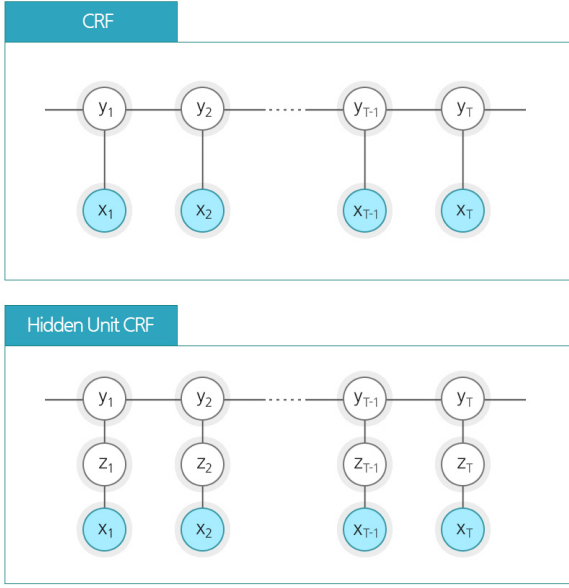 CRF
y1 y2 yT-1 yT
x1 x2 xT-1 xT
Hidden Unit CRF
y1 y2 yT-1 yT
z1 z2 zT-1 zT
x1 x2 xT-1 xT